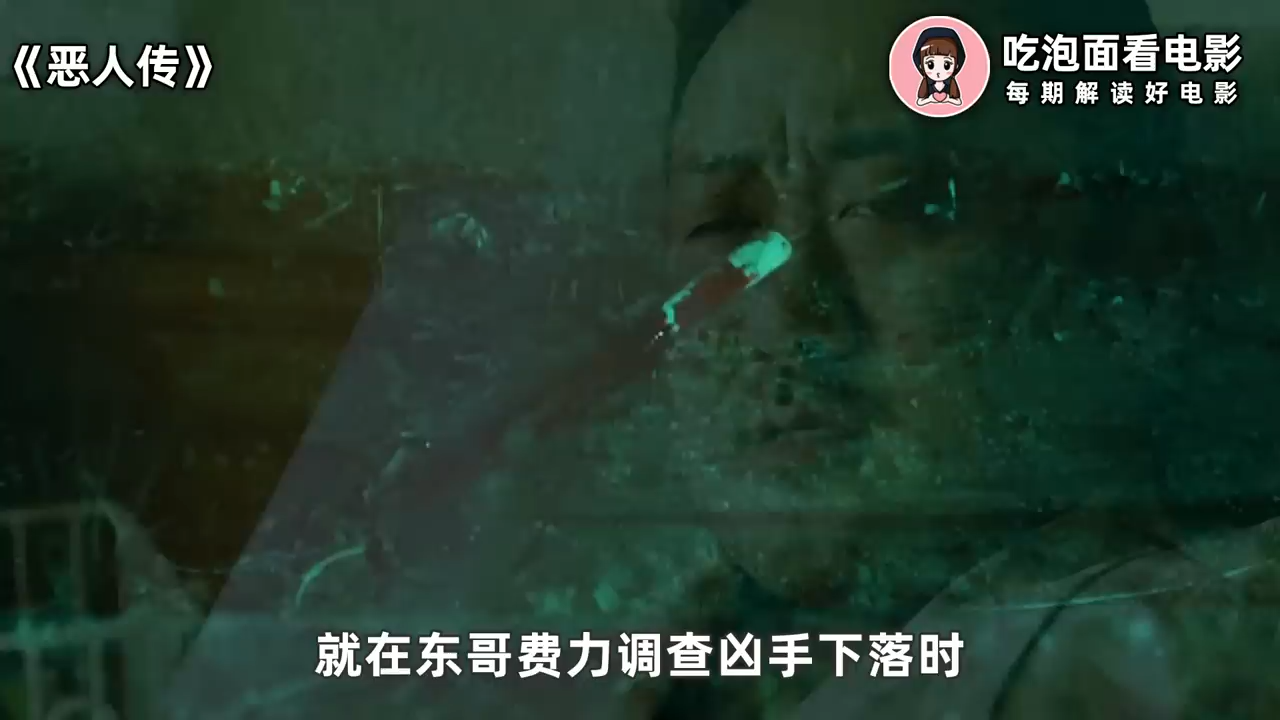 《恶人传》
吃泡面看电影
每期解读好电影
就在东哥费力调查凶手下落时